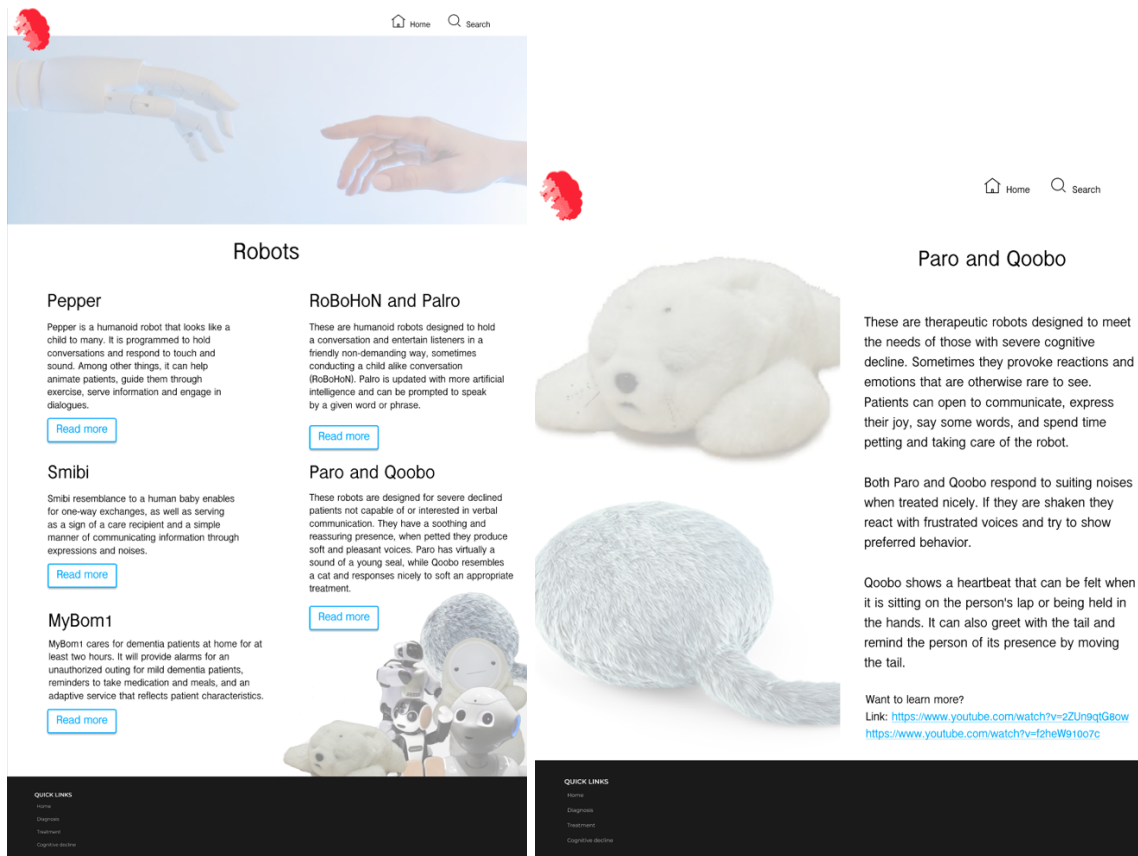 Home
Search
Robots
Pepper
Pepper is a humanoid robot that looks like a
child to many. It is programmed to hold
conversations and respond to touch and
sound. Among other things, it can help
animate patients, guide them through
exercise, serve information and engage in
dialogues.
Read more
RoBoHoN and Palro
These are humanoid robots designed to hold
a conversation and entertain listeners in a
friendly non-demanding way, sometimes
conducting a child alike conversation
(RoBoHoN). Palro is updated with more artificial
intelligence and can be prompted to speak
by a given word or phrase.
Read more
Smibi
Smibi resemblance to a human baby enables
for one-way exchanges, as well as serving
as a sign of a care recipient and a simple
manner of communicating information through
expressions and noises.
Read more
Paro and Qoobo
These robots are designed for severe declined
patients not capable of or interested in verbal
communication. They have a soothing and
reassuring presence, when petted they produce
soft and pleasant voices. Paro has virtually a
sound of a young seal, while Qoobo resembles
a cat and responses nicely to soft an appropriate
treatment.
Read more
MyBom1
MyBom1 cares for dementia patients at home for at
least two hours. It will provide alarms for an
unauthorized outing for mild dementia patients,
reminders to take medication and meals, and an
adaptive service that reflects patient characteristics.
Read more
QUICK LINKS
Home
Diagnosis
Treatment
Cognitive decline
Home
Search
Paro and Qoobo
These are therapeutic robots designed to meet
the needs of those with severe cognitive
decline. Sometimes they provoke reactions and
emotions that are otherwise rare to see.
Patients can open to communicate, express
their joy, say some words, and spend time
petting and taking care of the robot.
Both Paro and Qoobo respond to suiting noises
when treated nicely. If they are shaken they
react with frustrated voices and try to show
preferred behavior.
Qoobo shows a heartbeat that can be felt when
it is sitting on the person's lap or being held in
the hands. It can also greet with the tail and
remind the person of its presence by moving
the tail.
Want to learn more?
Link: https://www.youtube.com/watch?v=2ZUn9qtG8ow
https://www.youtube.com/watch?v=f2heW91o07c
QUICK LINKS
Home
Diagnosis
Treatment
Cognitive decline